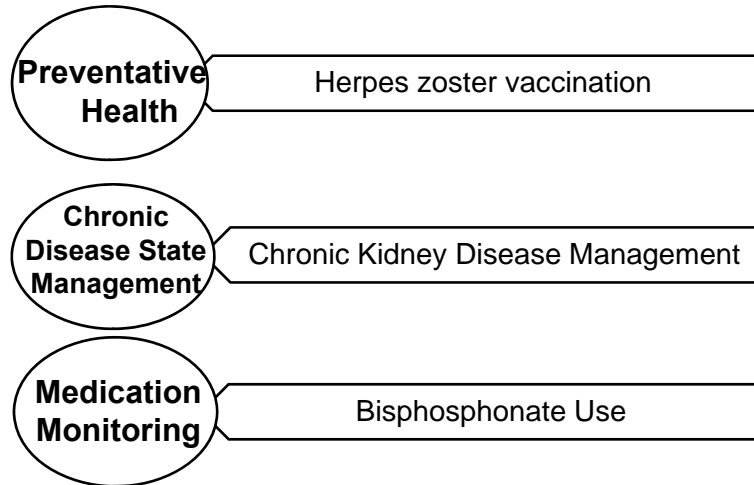 Preventative
Health
Herpes zoster vaccination
Chronic
Disease State
Management
Chronic Kidney Disease Management
Medication
Monitoring
Bisphosphonate Use